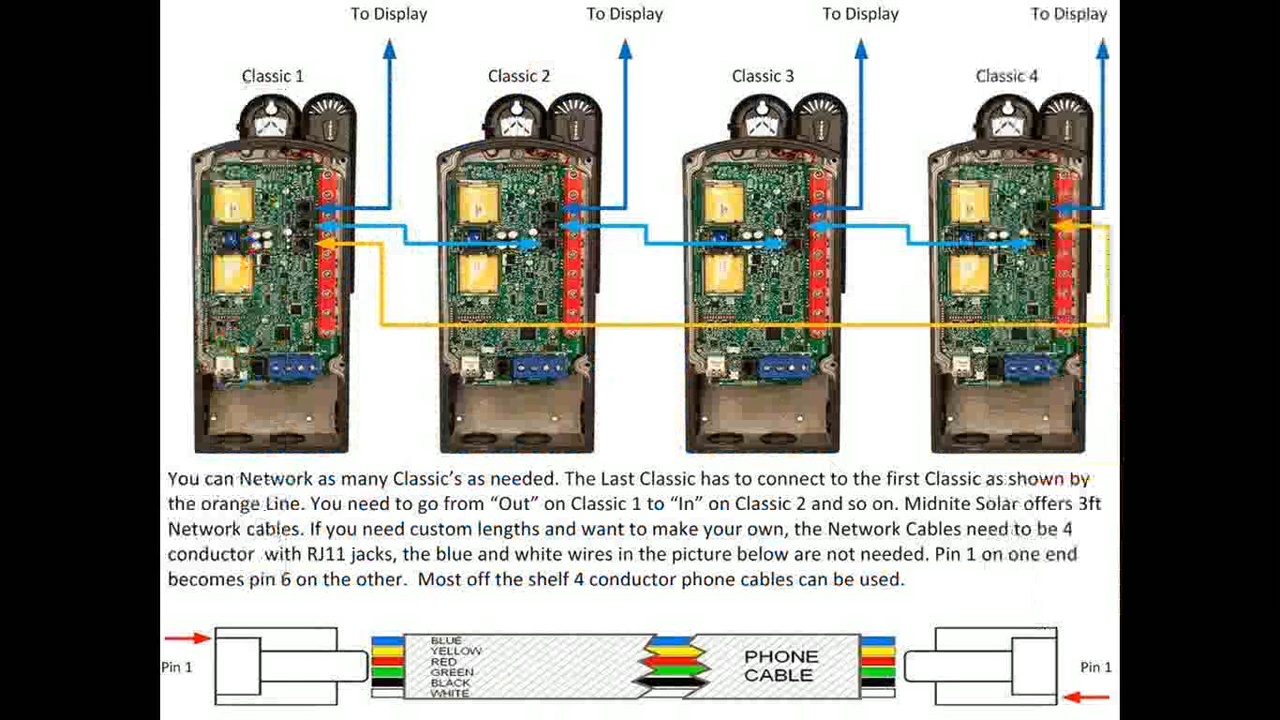 To Display To Display To Display To Display
Classic 1 Classic 2 Classic 3 Classic 4
You can Network as many Classic’s as needed. The Last Classic has to connect to the first Classic as shown by
the orange Line. You need to go from “Out” on Classic 1 to “In” on Classic 2 and so on. Midnite Solar offers 3ft
Network cables. If you need custom lengths and want to make your own, the Network Cables need to be 4
conductor with RJ11 jacks, the blue and white wires in the picture below are not needed. Pin 1 on one end
becomes pin 6 on the other. Most off the shelf 4 conductor phone cables can be used.
Pin 1
BLUE
YELLOW
RED
GREEN
BLACK
WHITE
PHONE
CABLE
Pin 1